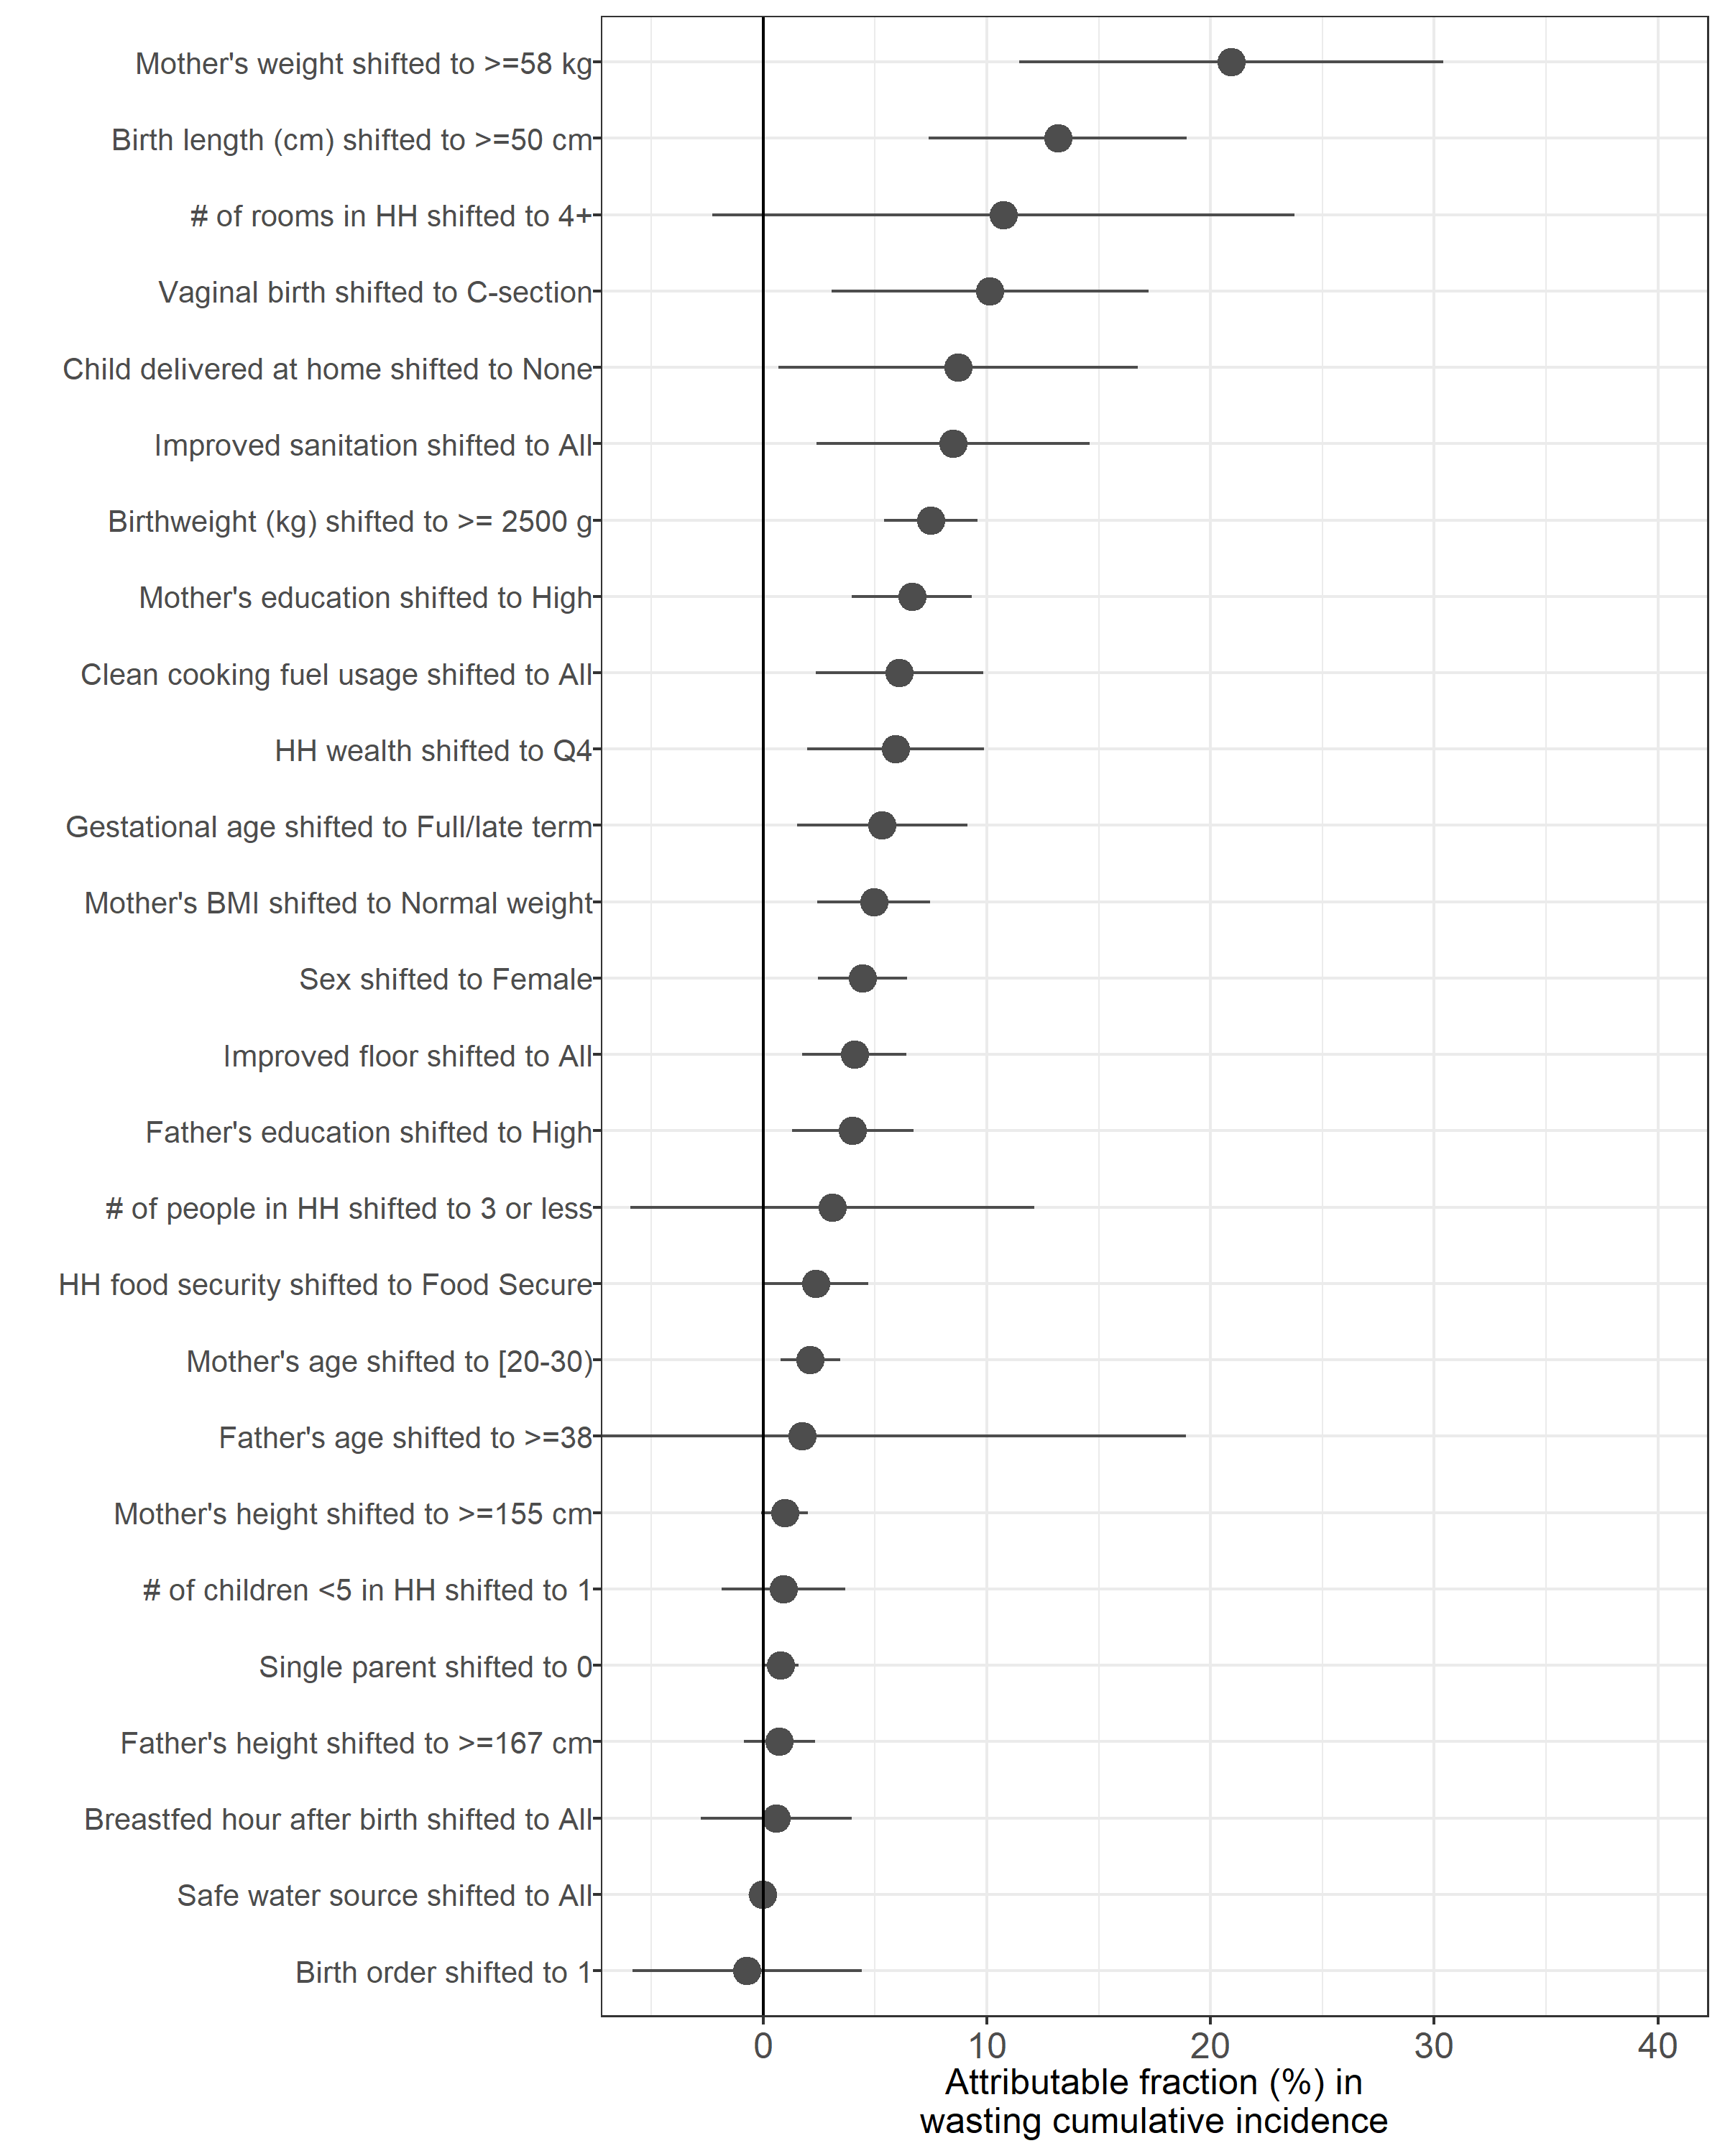 Mother's weight shifted to >=58 kg
Birth length (cm) shifted to >=50 cm
# of rooms in HH shifted to 4+
Vaginal birth shifted to C-section
Child delivered at home shifted to None
Improved sanitation shifted to All
Birthweight (kg) shifted to >= 2500 g
Mother's education shifted to High
Clean cooking fuel usage shifted to All
HH wealth shifted to Q4
Gestational age shifted to Full/late term
Mother's BMI shifted to Normal weight
Sex shifted to Female
Improved floor shifted to All
Father's education shifted to High
# of people in HH shifted to 3 or less
HH food security shifted to Food Secure
Mother's age shifted to [20-30)
Father's age shifted to >=38
Mother's height shifted to >=155 cm
# of children <5 in HH shifted to 1
Single parent shifted to 0
Father's height shifted to >=167 cm
Breastfed hour after birth shifted to All
Safe water source shifted to All
Birth order shifted to 1
0 10 20 30 40
Attributable fraction (%) in
wasting cumulative incidence